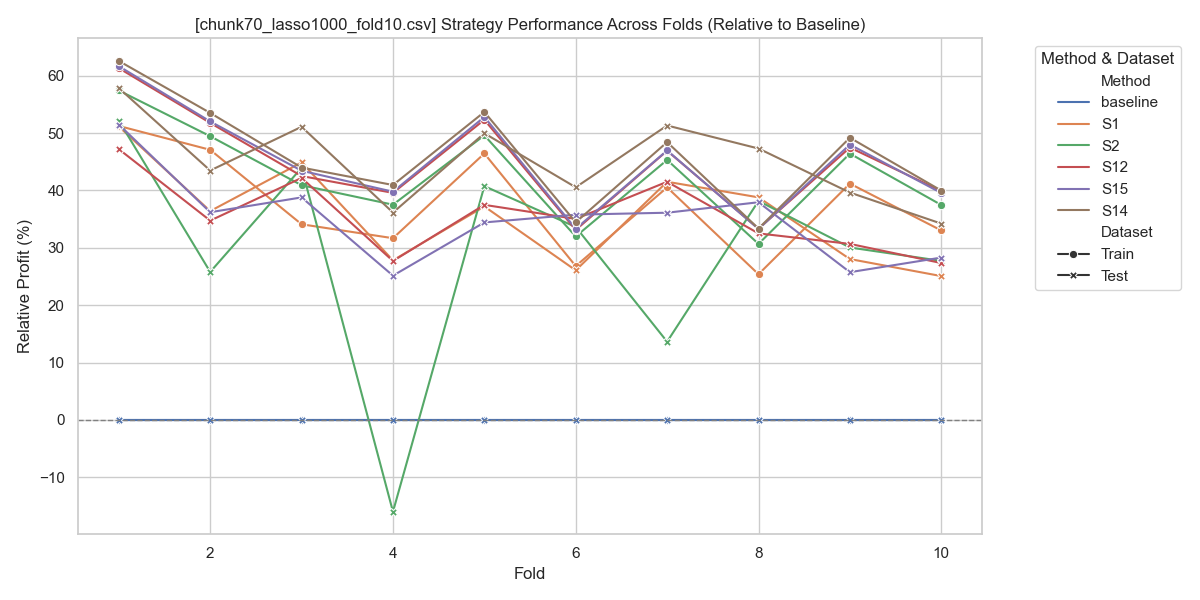 [chunk70_lasso1000_fold10.csv] Strategy Performance Across Folds (Relative to Baseline)
Relative Profit (%)
60
50
40
30
20
10
0
−10
2
4
6
8
10
Fold
Method & Dataset
Method
baseline
S1
S2
S12
S15
S14
Dataset
Train
Test